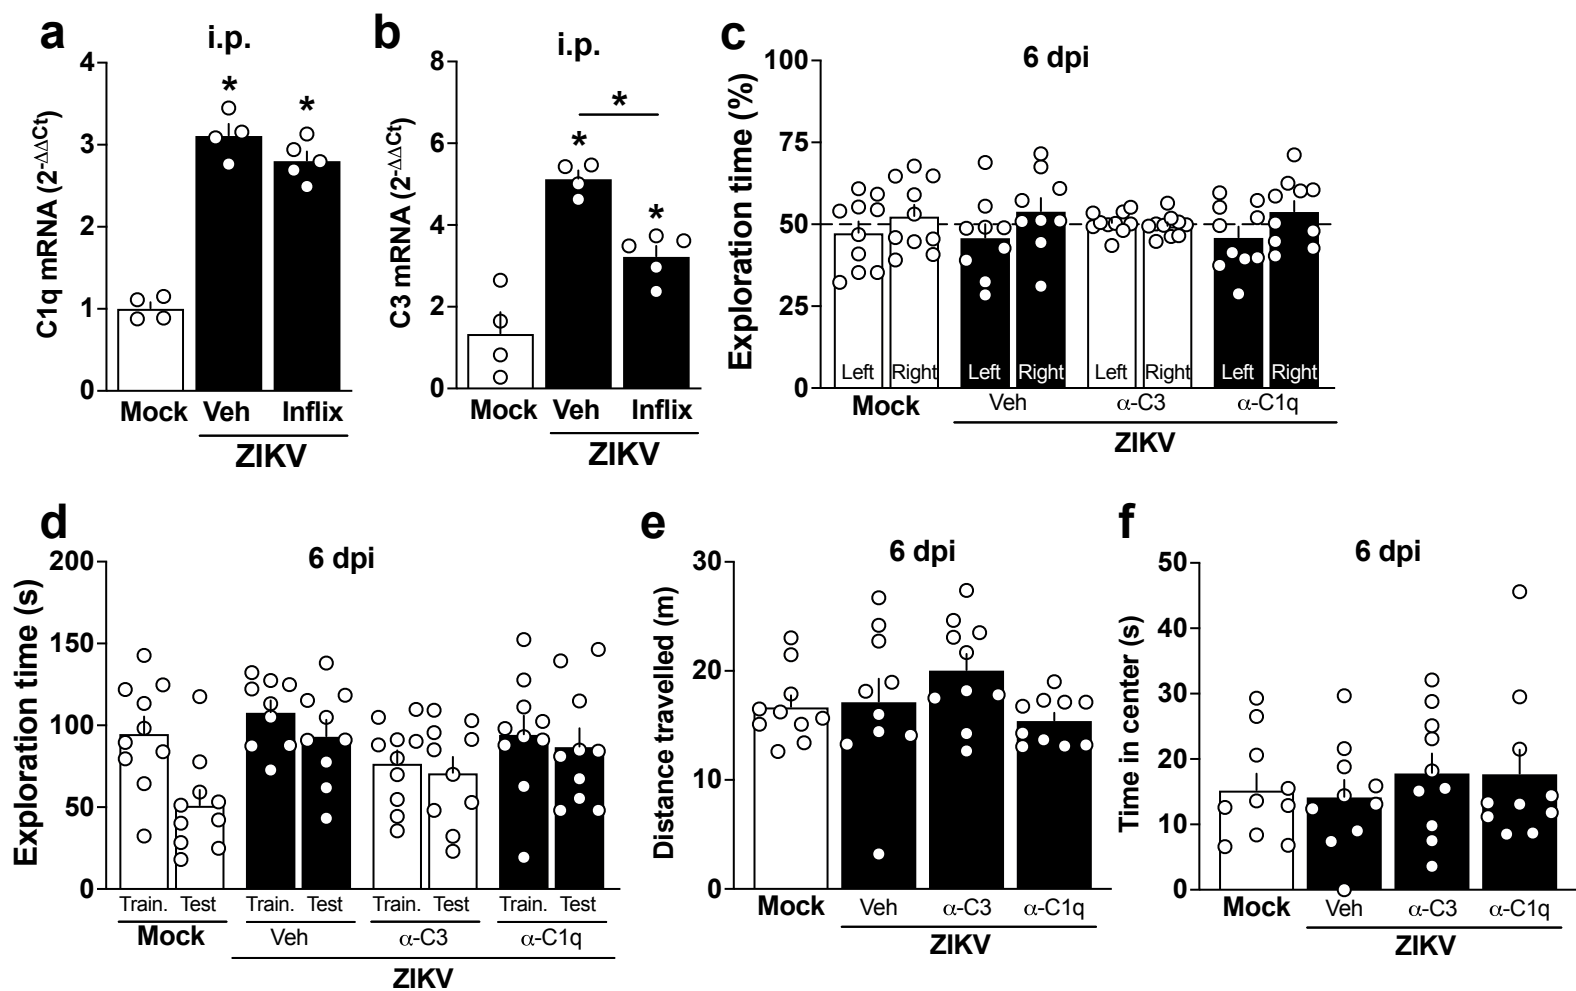 a
i.p.
C1q mRNA (2-ΔΔCt)
4
3
2
1
0
*
*
Mock
Veh
Inflix
ZIKV
b
i.p.
C3 mRNA (2-ΔΔCt)
8
6
4
2
0
*
*
*
Mock
Veh
Inflix
ZIKV
c
6 dpi
Exploration time (%)
100
75
50
25
0
Left
Right
Left
Right
Left
Right
Left
Right
Mock
Veh
α-C3
α-C1q
ZIKV
d
6 dpi
Exploration time (s)
200
150
100
50
0
Train.
Test
Train.
Test
Train.
Test
Train.
Test
Mock
Veh
α-C3
α-C1q
ZIKV
e
6 dpi
Distance travelled (m)
30
20
10
0
Mock
Veh
α-C3
α-C1q
ZIKV
f
6 dpi
Time in center (s)
50
40
30
20
10
0
Mock
Veh
α-C3
α-C1q
ZIKV